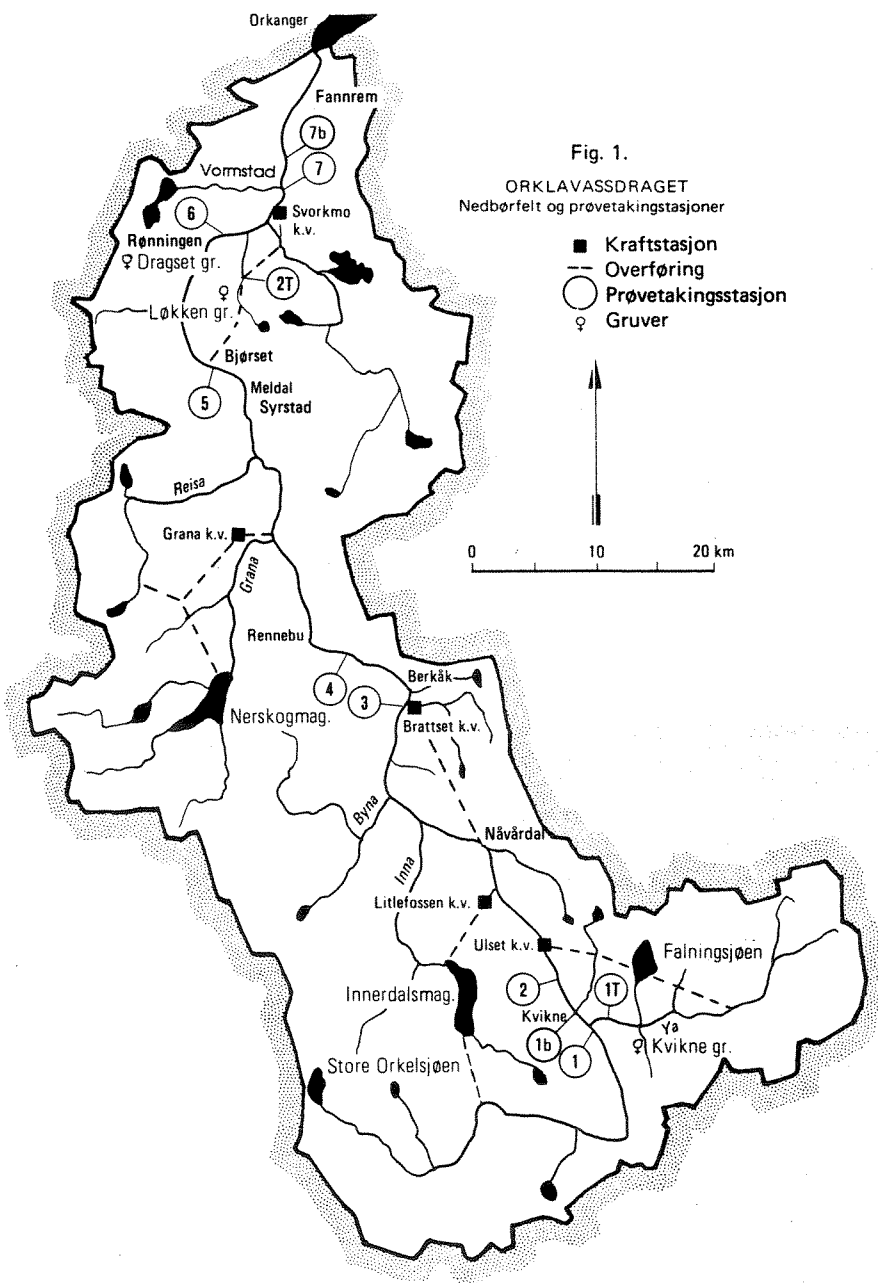 Orkanger
Fannrem
7b
Vormstad
7
6
Svorkmo
k.v.
Rønningen
♀ Dragset gr.
2T
♀
Løkken gr.
Bjørset
Meldal
Syrstad
5
Reisa
Grana k.v.
Grana
Rennebu
4
3
Berkåk
Brattset k.v.
Nerskogmag.
Byna
Inna
Nåvårdal
Litlefossen k.v.
Ulset k.v.
Falningsjøen
Innerdalsmag.
2
1T
Kvikne
Ya
1b
1
♀ Kvikne gr.
Store Orkelsjøen
Fig. 1.
ORKLAVASSDRAGET
Nedbørfelt og prøvetakingstasjoner
■ Kraftstasjon
--- Overføring
◯ Prøvetakingsstasjon
♀ Gruver
0 10 20 km